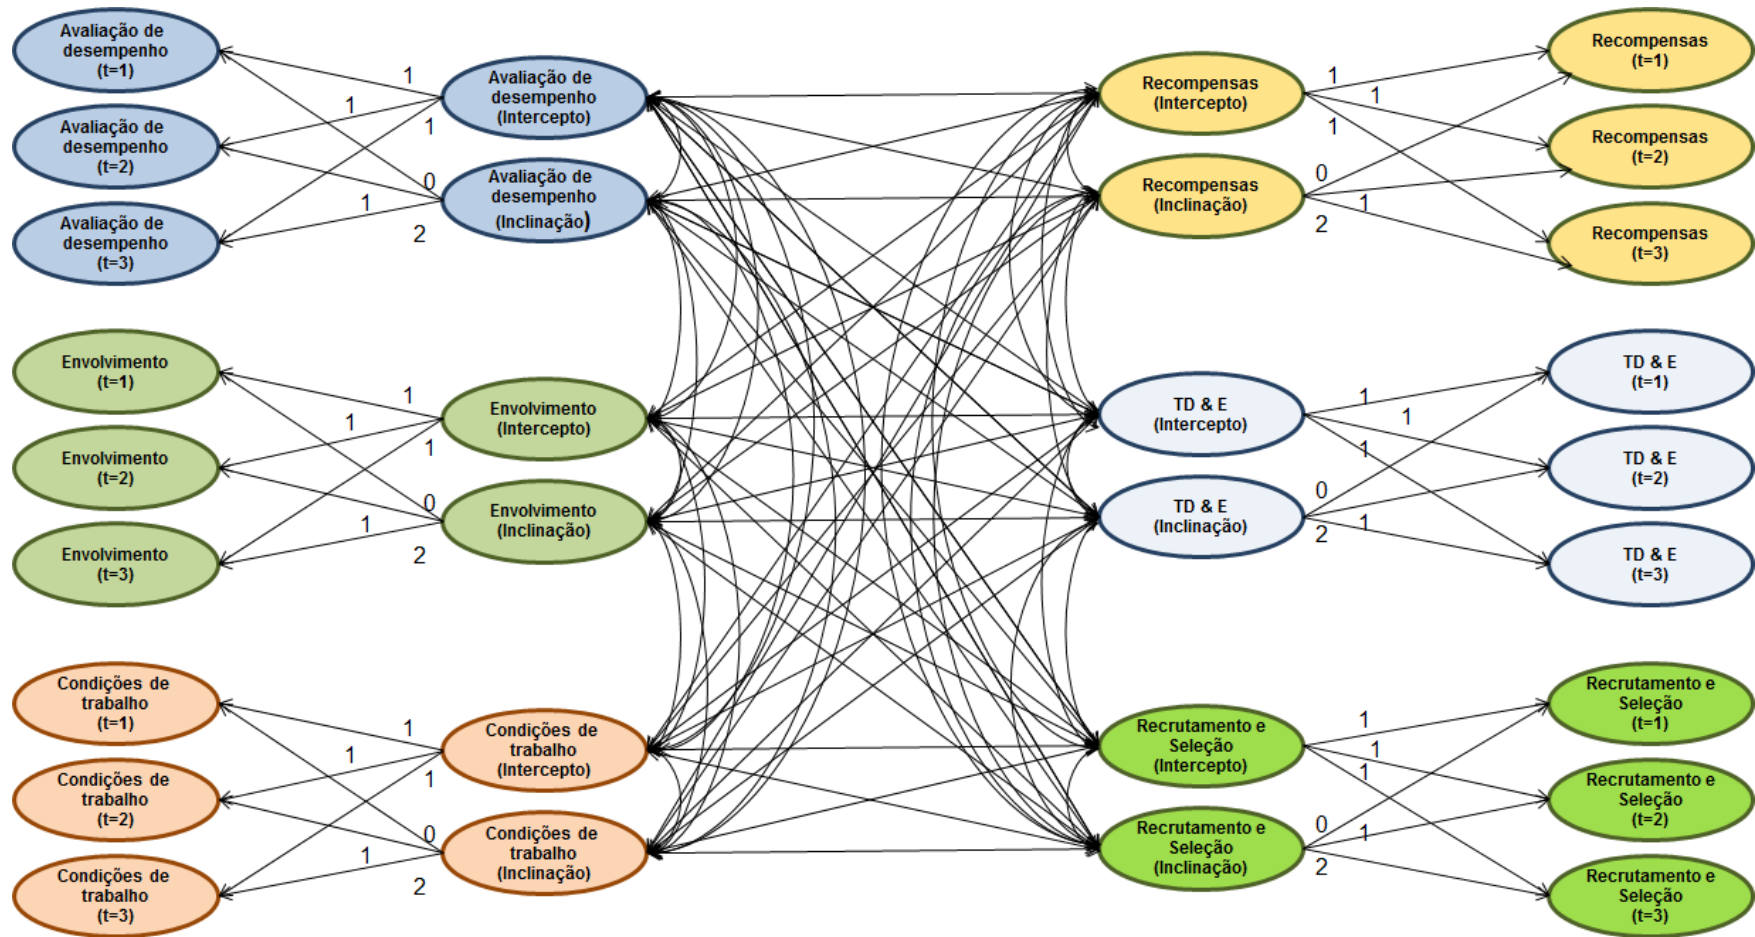 Avaliação de
desempenho
(t=1)
Avaliação de
desempenho
(t=2)
Avaliação de
desempenho
(t=3)
1
1
1
0
1
2
Avaliação de
desempenho
(Intercepto)
Avaliação de
desempenho
(Inclinação)
Recompensas
(Intercepto)
Recompensas
(Inclinação)
1
1
1
0
1
2
Recompensas
(t=1)
Recompensas
(t=2)
Recompensas
(t=3)
Envolvimento
(t=1)
Envolvimento
(t=2)
Envolvimento
(t=3)
1
1
1
0
1
2
Envolvimento
(Intercepto)
Envolvimento
(Inclinação)
TD & E
(Intercepto)
TD & E
(Inclinação)
1
1
1
0
1
2
TD & E
(t=1)
TD & E
(t=2)
TD & E
(t=3)
Condições de
trabalho
(t=1)
Condições de
trabalho
(t=2)
Condições de
trabalho
(t=3)
1
1
1
0
1
2
Condições de
trabalho
(Intercepto)
Condições de
trabalho
(Inclinação)
Recrutamento e
Seleção
(Intercepto)
Recrutamento e
Seleção
(Inclinação)
1
1
1
0
1
2
Recrutamento e
Seleção
(t=1)
Recrutamento e
Seleção
(t=2)
Recrutamento e
Seleção
(t=3)